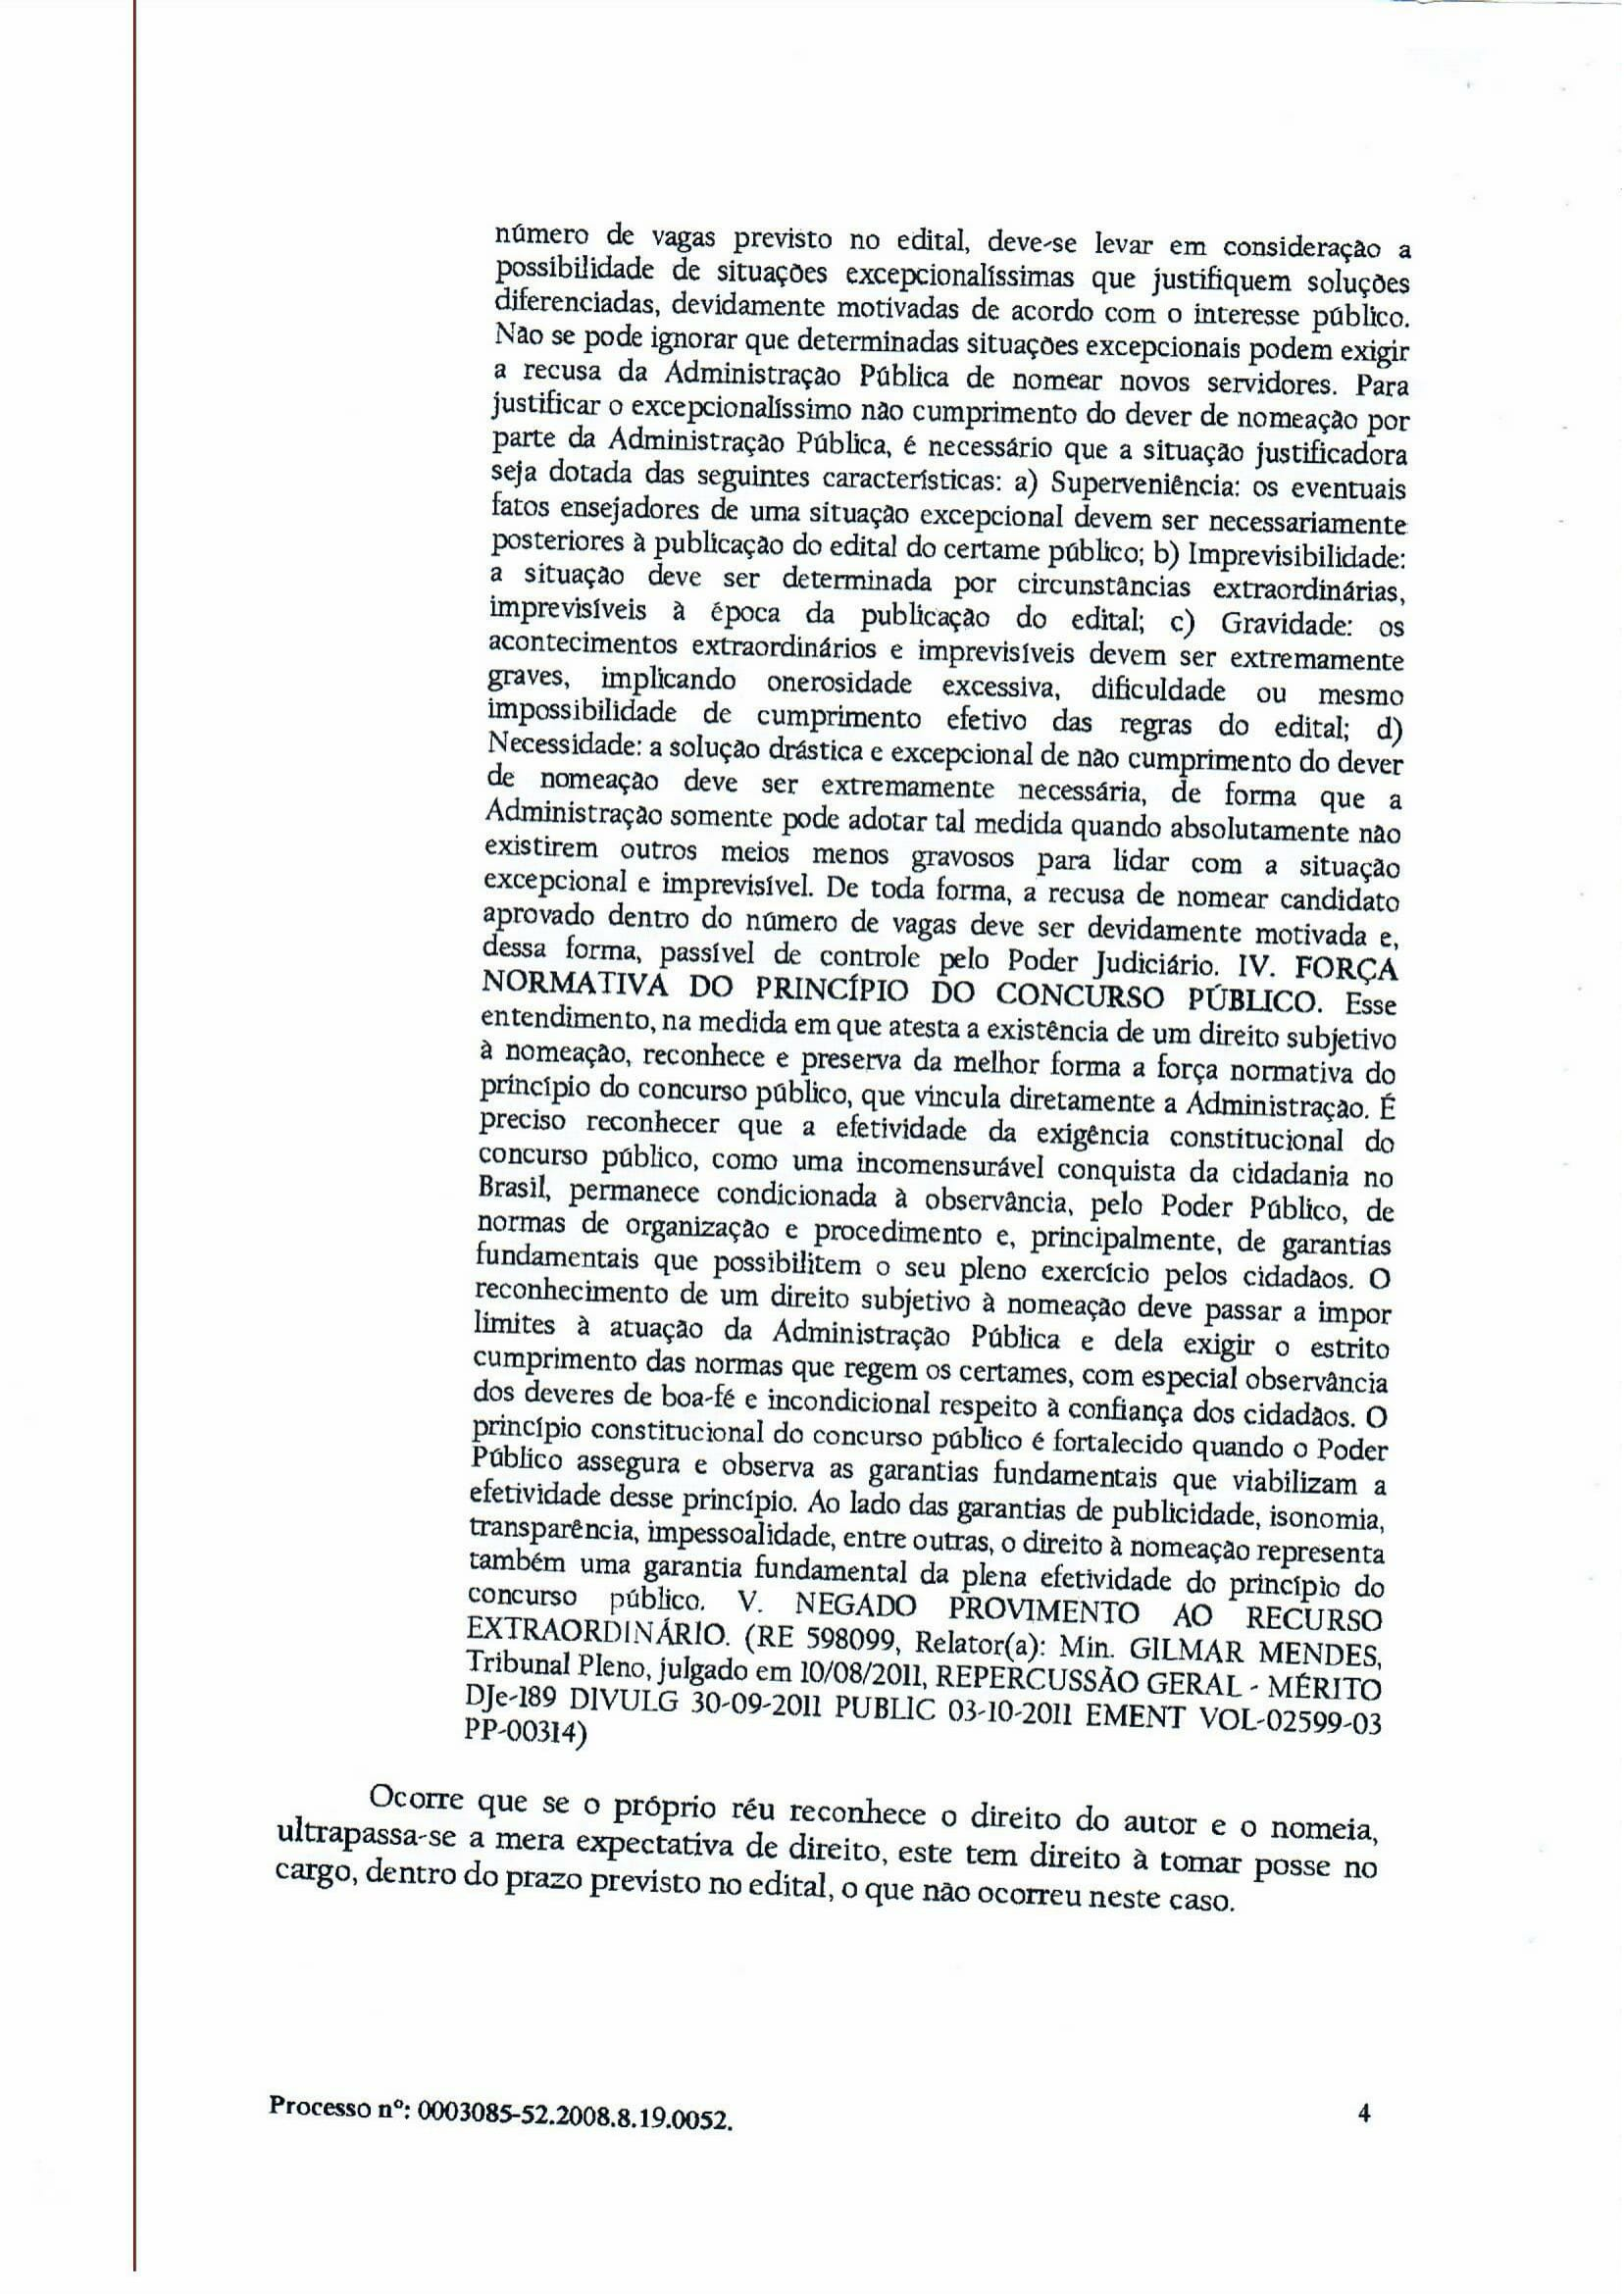 número de vagas previsto no edital, deve-se levar em consideração a
possibilidade de situações excepcionalíssimas que justifiquem soluções
diferenciadas, devidamente motivadas de acordo com o interesse público.
Não se pode ignorar que determinadas situações excepcionais podem exigir
a recusa da Administração Pública de nomear novos servidores. Para
justificar o excepcionalíssimo não cumprimento do dever de nomeação por
parte da Administração Pública, é necessário que a situação justificadora
seja dotada das seguintes características: a) Superveniência: os eventuais
fatos ensejadores de uma situação excepcional devem ser necessariamente
posteriores à publicação do edital do certame público; b) Imprevisibilidade:
a situação deve ser determinada por circunstâncias extraordinárias,
imprevisíveis à época da publicação do edital; c) Gravidade: os
acontecimentos extraordinários e imprevisíveis devem ser extremamente
graves, implicando onerosidade excessiva, dificuldade ou mesmo
impossibilidade de cumprimento efetivo das regras do edital; d)
Necessidade: a solução drástica e excepcional de não cumprimento do dever
de nomeação deve ser extremamente necessária, de forma que a
Administração somente pode adotar tal medida quando absolutamente não
existirem outros meios menos gravosos para lidar com a situação
excepcional e imprevisível. De toda forma, a recusa de nomear candidato
aprovado dentro do número de vagas deve ser devidamente motivada e,
dessa forma, passível de controle pelo Poder Judiciário. IV. FORÇA
NORMATIVA DO PRINCÍPIO DO CONCURSO PÚBLICO. Esse
entendimento, na medida em que atesta a existência de um direito subjetivo
à nomeação, reconhece e preserva da melhor forma a força normativa do
princípio do concurso público, que vincula diretamente a Administração. É
preciso reconhecer que a efetividade da exigência constitucional do
concurso público, como uma incomensurável conquista da cidadania no
Brasil, permanece condicionada à observância, pelo Poder Público, de
normas de organização e procedimento e, principalmente, de garantias
fundamentais que possibilitem o seu pleno exercício pelos cidadãos. O
reconhecimento de um direito subjetivo à nomeação deve passar a impor
limites à atuação da Administração Pública e dela exigir o estrito
cumprimento das normas que regem os certames, com especial observância
dos deveres de boa-fé e incondicional respeito à confiança dos cidadãos. O
princípio constitucional do concurso público é fortalecido quando o Poder
Público assegura e observa as garantias fundamentais que viabilizam a
efetividade desse princípio. Ao lado das garantias de publicidade, isonomia,
transparência, impessoalidade, entre outras, o direito à nomeação representa
também uma garantia fundamental da plena efetividade do princípio do
concurso público. V. NEGADO PROVIMENTO AO RECURSO
EXTRAORDINÁRIO. (RE 598099, Relator(a): Min. GILMAR MENDES,
Tribunal Pleno, julgado em 10/08/2011, REPERCUSSÃO GERAL - MÉRITO
DJe-189 DIVULG 30-09-2011 PUBLIC 03-10-2011 EMENT VOL-02599-03
PP-00314)
Ocorre que se o próprio réu reconhece o direito do autor e o nomeia,
ultrapassa-se a mera expectativa de direito, este tem direito à tomar posse no
cargo, dentro do prazo previsto no edital, o que não ocorreu neste caso.
Processo nº: 0003085-52.2008.8.19.0052. 4